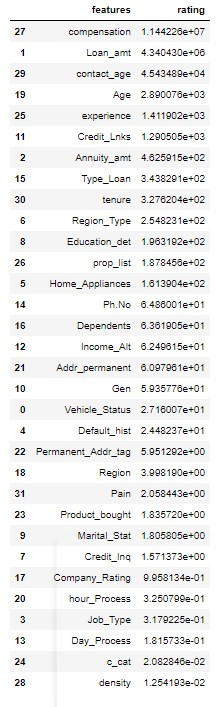 features rating
27 compensation 1.144226e+07
1 Loan_amt 4.340430e+06
29 contact_age 4.543489e+04
19 Age 2.890076e+03
25 experience 1.411902e+03
11 Credit_Lnks 1.290505e+03
2 Annuity_amt 4.625915e+02
15 Type_Loan 3.438291e+02
30 tenure 3.276204e+02
6 Region_Type 2.548231e+02
8 Education_det 1.963192e+02
26 prop_list 1.878456e+02
5 Home_Appliances 1.613904e+02
14 Ph.No 6.486001e+01
16 Dependents 6.361905e+01
12 Income_Alt 6.249615e+01
21 Addr_permanent 6.097961e+01
10 Gen 5.935776e+01
0 Vehicle_Status 2.716007e+01
4 Default_hist 2.448237e+01
22 Permanent_Addr_tag 5.951292e+00
18 Region 3.998190e+00
31 Pain 2.058443e+00
23 Product_bought 1.835720e+00
9 Marital_Stat 1.805805e+00
7 Credit_Inq 1.571373e+00
17 Company_Rating 9.958134e-01
20 hour_Process 3.250799e-01
3 Job_Type 3.179225e-01
13 Day_Process 1.815733e-01
24 c_cat 2.082846e-02
28 density 1.254193e-02